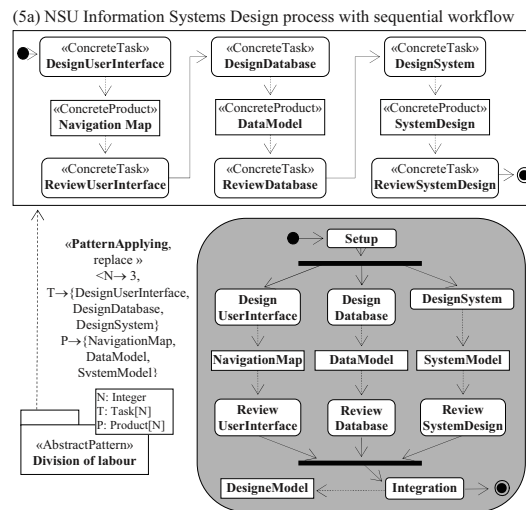 (5a) NSU Information Systems Design process with sequential workflow
«ConcreteTask»
DesignUserInterface
«ConcreteTask»
DesignDatabase
«ConcreteTask»
DesignSystem
«ConcreteProduct»
Navigation Map
«ConcreteProduct»
DataModel
«ConcreteProduct»
SystemDesign
«ConcreteTask»
ReviewUserInterface
«ConcreteTask»
ReviewDatabase
«ConcreteTask»
ReviewSystemDesign
«PatternApplying,
replace »
<N→ 3,
T→{DesignUserInterface,
DesignDatabase,
DesignSystem}
P→{NavigationMap,
DataModel,
SystemModel}
N: Integer
T: Task[N]
P: Product[N]
«AbstractPattern»
Division of labour
Setup
Design
UserInterface
Design
Database
DesignSystem
NavigationMap
DataModel
SystemModel
Review
UserInterface
Review
Database
Review
SystemDesign
DesigneModel
Integration